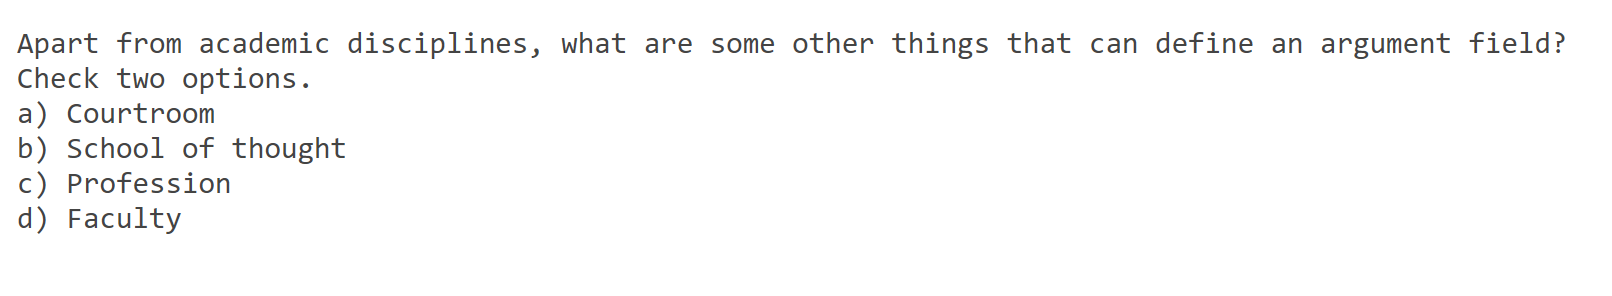 Apart from academic disciplines, what are some other things that can define an argument field?
Check two options.
a) Courtroom
b) School of thought
c) Profession
d) Faculty